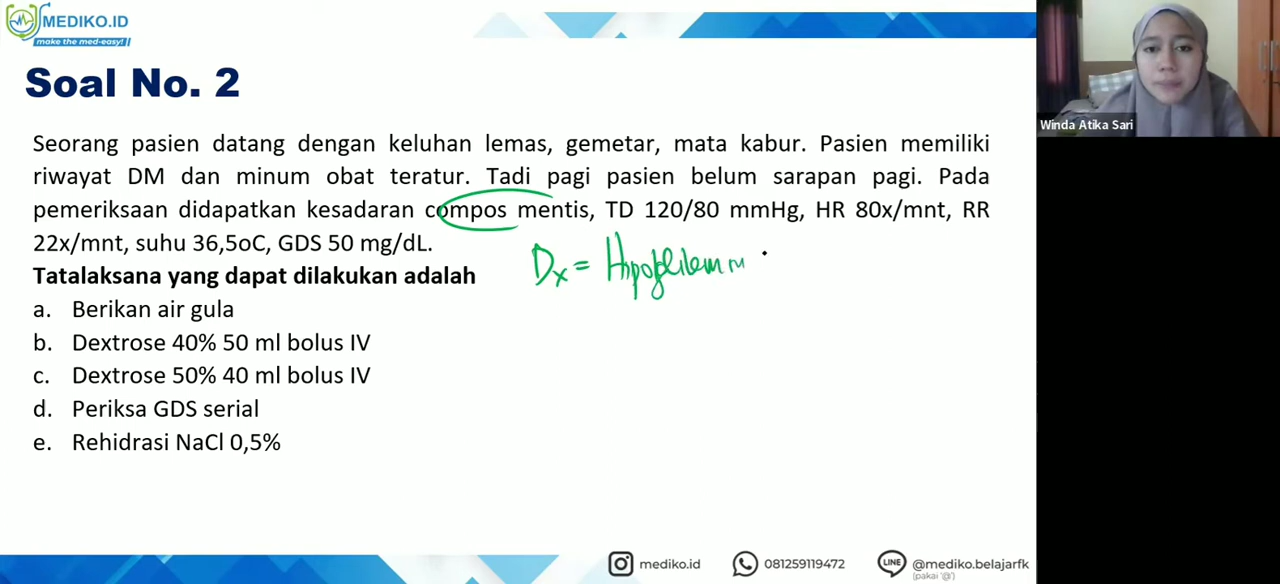 MEDIKO.ID
make the med-easy!
Soal No. 2
Seorang pasien datang dengan keluhan lemas, gemetar, mata kabur. Pasien memiliki
riwayat DM dan minum obat teratur. Tadi pagi pasien belum sarapan pagi. Pada
pemeriksaan didapatkan kesadaran compos mentis, TD 120/80 mmHg, HR 80x/mnt, RR
22x/mnt, suhu 36,5oC, GDS 50 mg/dL.
Dx =
Tatalaksana yang dapat dilakukan adalah
a. Berikan air gula
b. Dextrose 40% 50 ml bolus IV
c. Dextrose 50% 40 ml bolus IV
d. Periksa GDS serial
e. Rehidrasi NaCl 0,5%
mediko.id
081259119472
LINE
@mediko.belajarfk
(pakai '@')
Winda Atika Sari